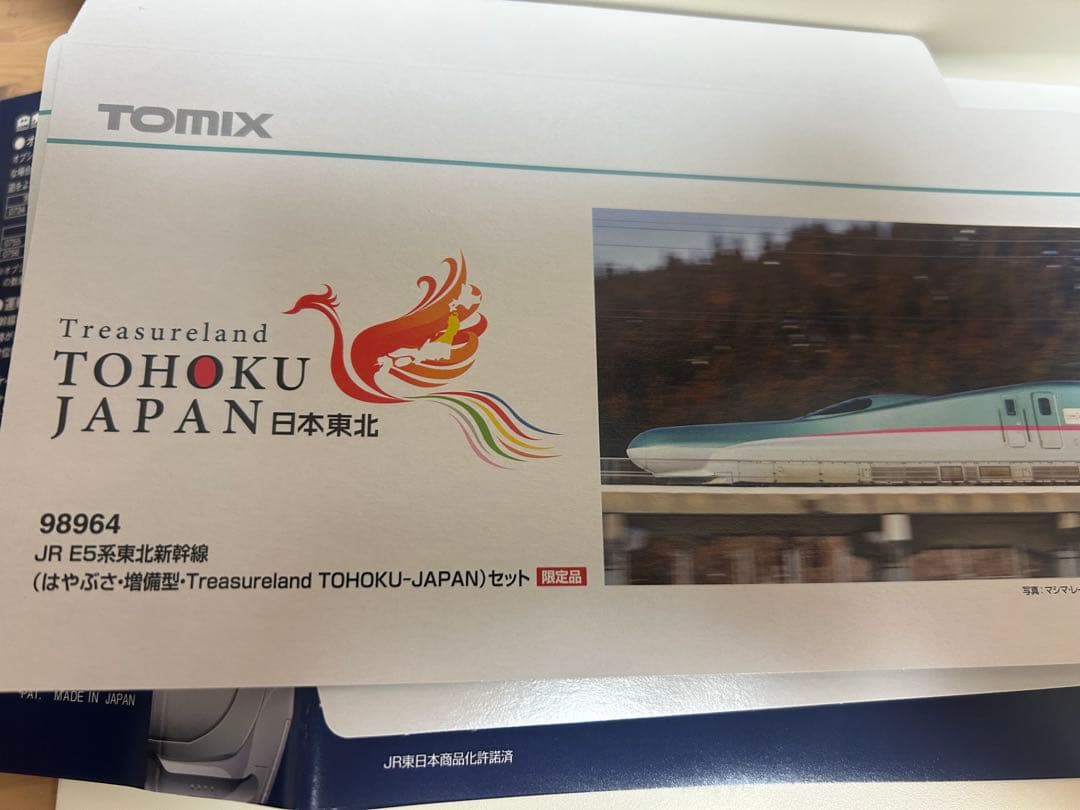 TOMIX
Treasureland
TOHOKU
JAPAN 日本東北
98964
JR E5系東北新幹線
(はやぶさ・増備型・Treasureland TOHOKU-JAPAN)セット 限定品
写真:マシマ・レー
PAT. MADE IN JAPAN
JR東日本商品化許諾済